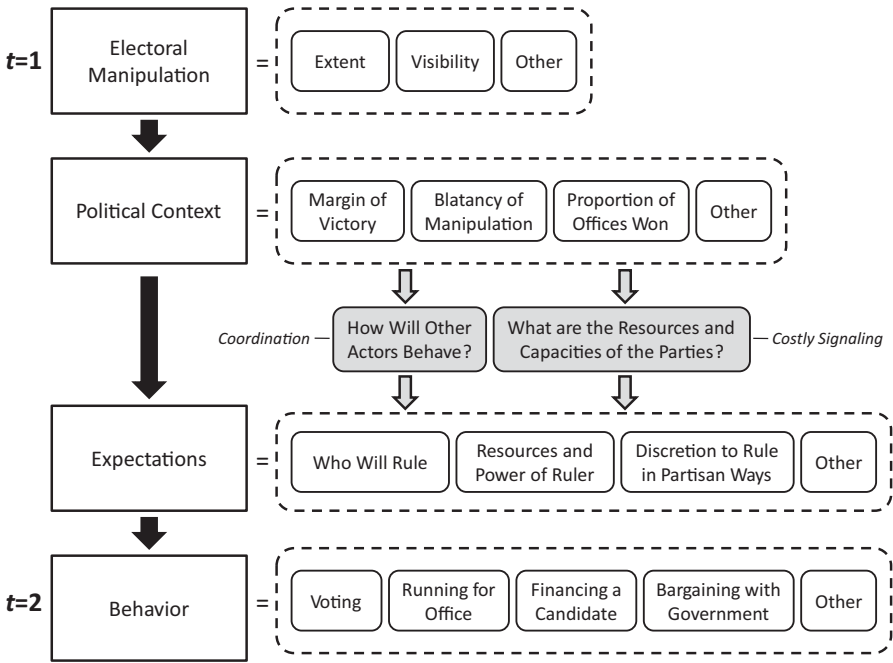 t=1
Electoral
Manipulation
=
Extent
Visibility
Other
Political Context
=
Margin of
Victory
Blatancy of
Manipulation
Proportion of
Offices Won
Other
Coordination
How Will Other
Actors Behave?
What are the Resources and
Capacities of the Parties?
Costly Signaling
Expectations
=
Who Will Rule
Resources and
Power of Ruler
Discretion to Rule
in Partisan Ways
Other
t=2
Behavior
=
Voting
Running for
Office
Financing a
Candidate
Bargaining with
Government
Other